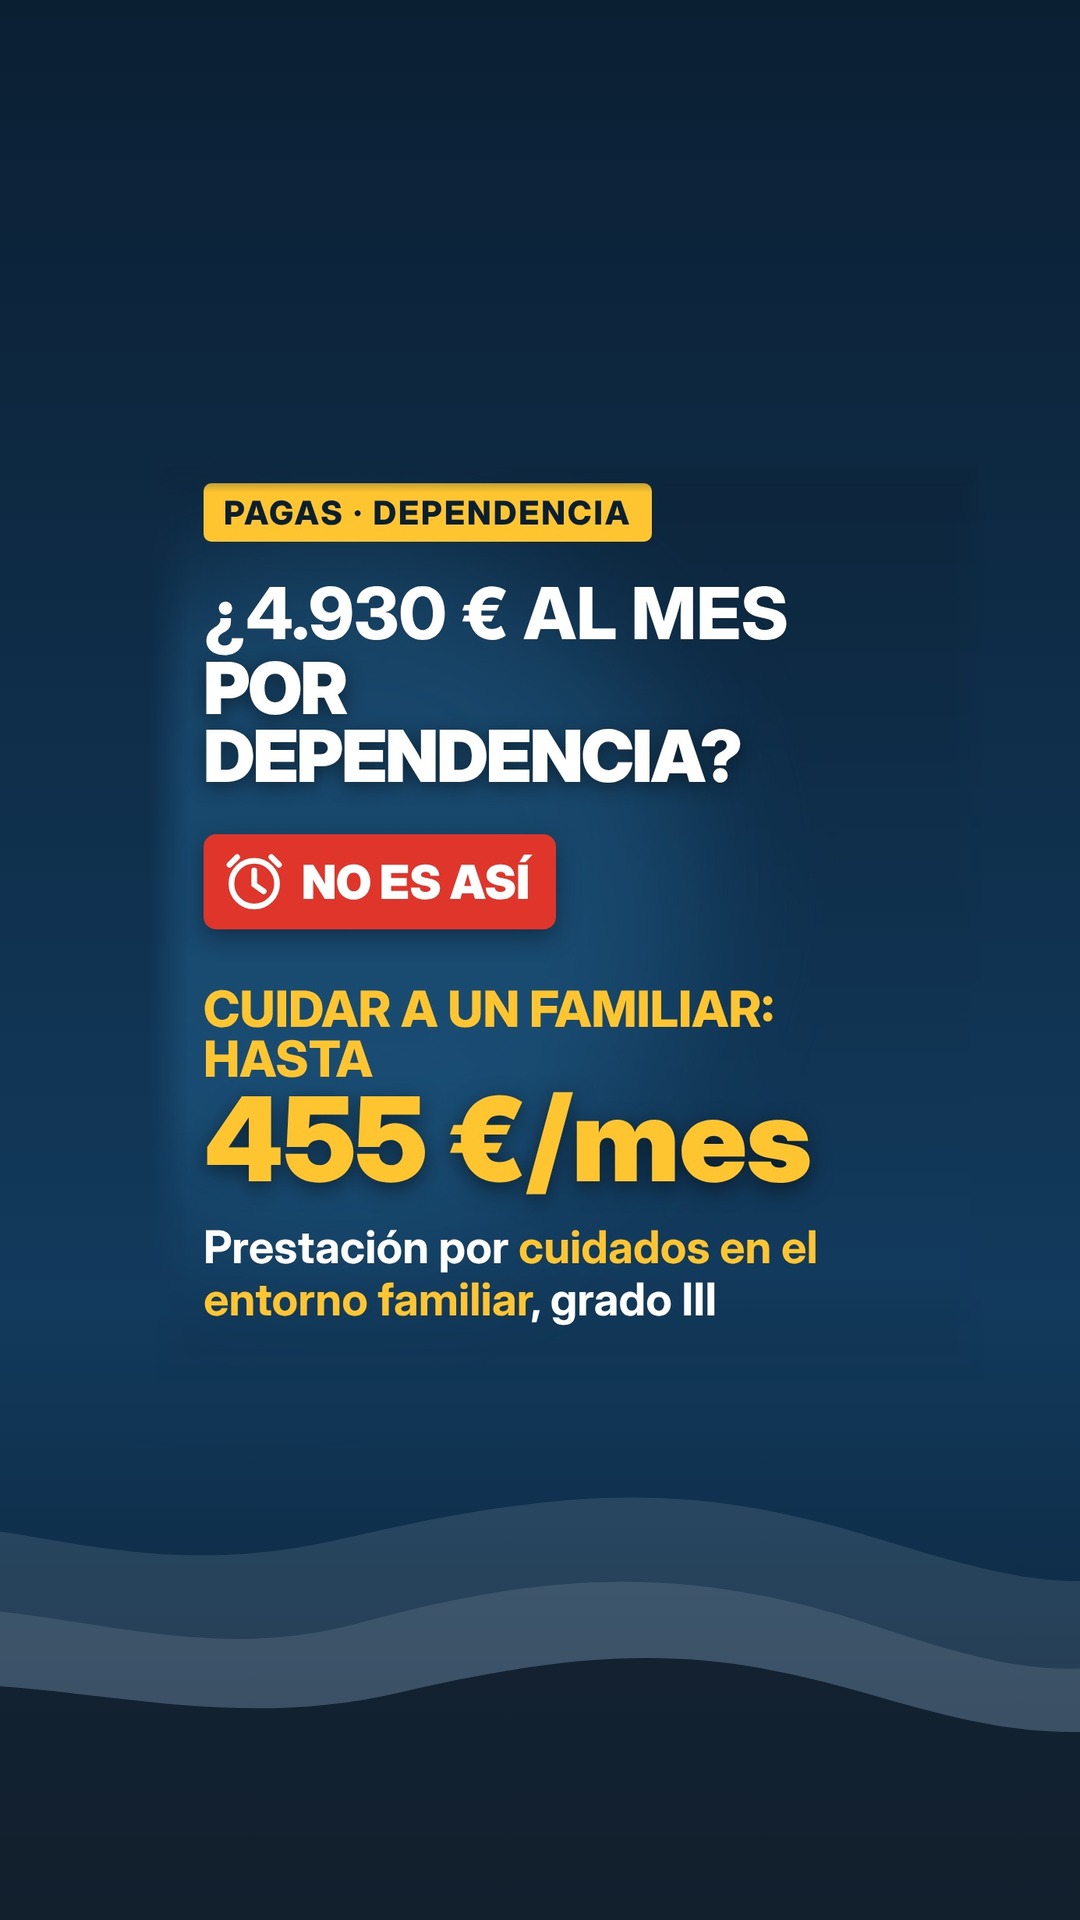 PAGAS · DEPENDENCIA
¿4.930 € AL MES
POR
DEPENDENCIA?
NO ES ASÍ
CUIDAR A UN FAMILIAR:
HASTA
455 €/mes
Prestación por cuidados en el
entorno familiar, grado III